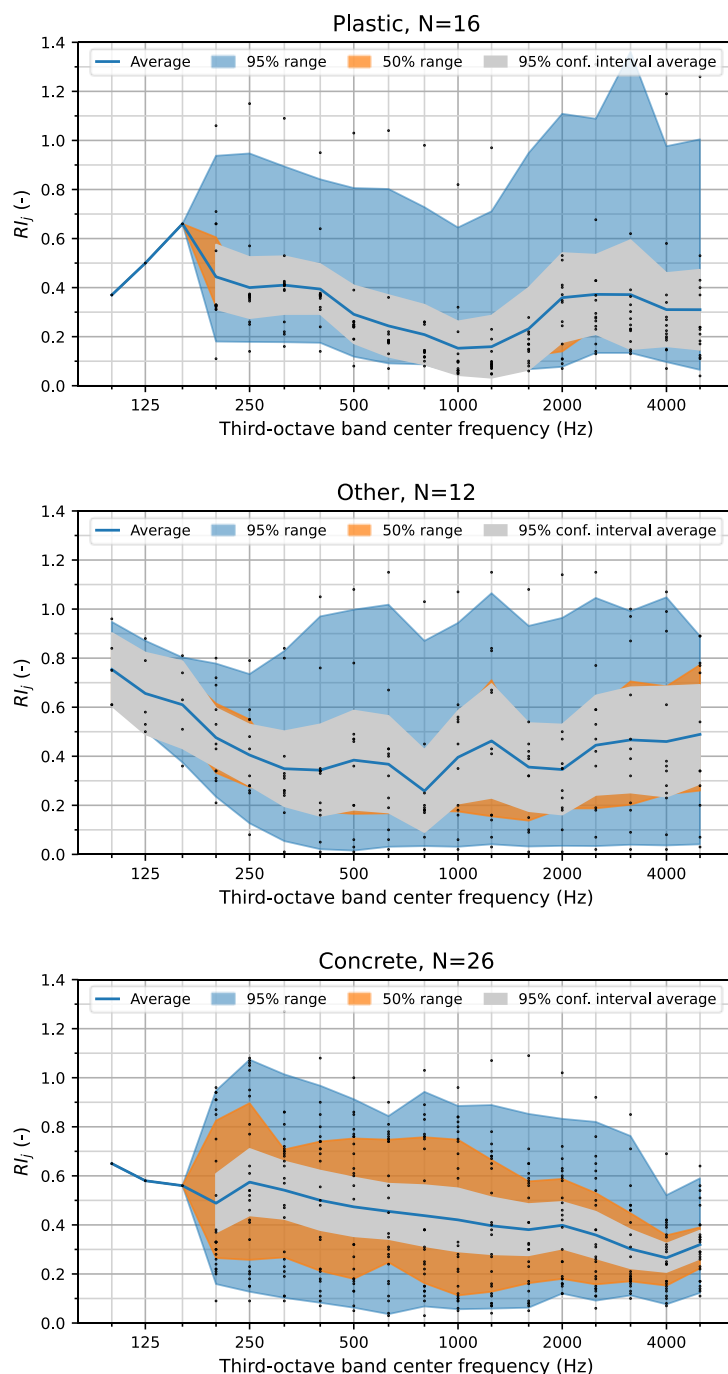 Plastic, N=16
Average 95% range 50% range 95% conf. interval average
1.4
1.2
1.0
0.8
0.6
0.4
0.2
0.0
RI_j (-)
125 250 500 1000 2000 4000
Third-octave band center frequency (Hz)
Other, N=12
Average 95% range 50% range 95% conf. interval average
1.4
1.2
1.0
0.8
0.6
0.4
0.2
0.0
RI_j (-)
125 250 500 1000 2000 4000
Third-octave band center frequency (Hz)
Concrete, N=26
Average 95% range 50% range 95% conf. interval average
1.4
1.2
1.0
0.8
0.6
0.4
0.2
0.0
RI_j (-)
125 250 500 1000 2000 4000
Third-octave band center frequency (Hz)